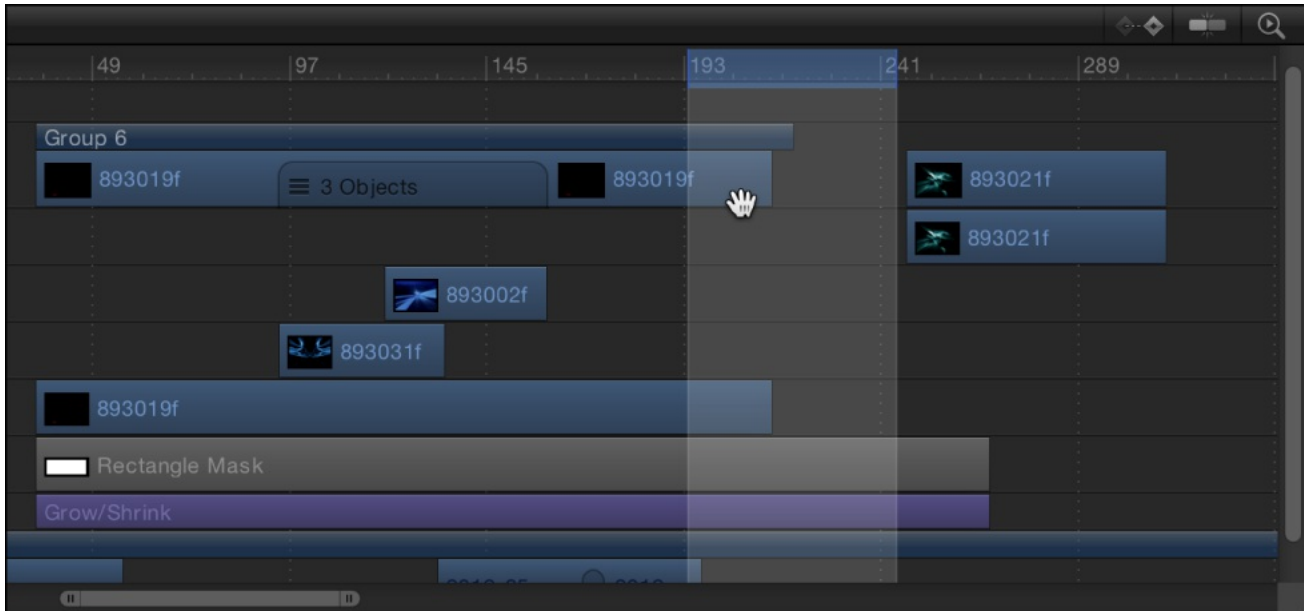 49 97 145 193 241 289
Group 6
893019f 3 Objects 893019f 893021f
893021f
893002f
893031f
893019f
Rectangle Mask
Grow/Shrink